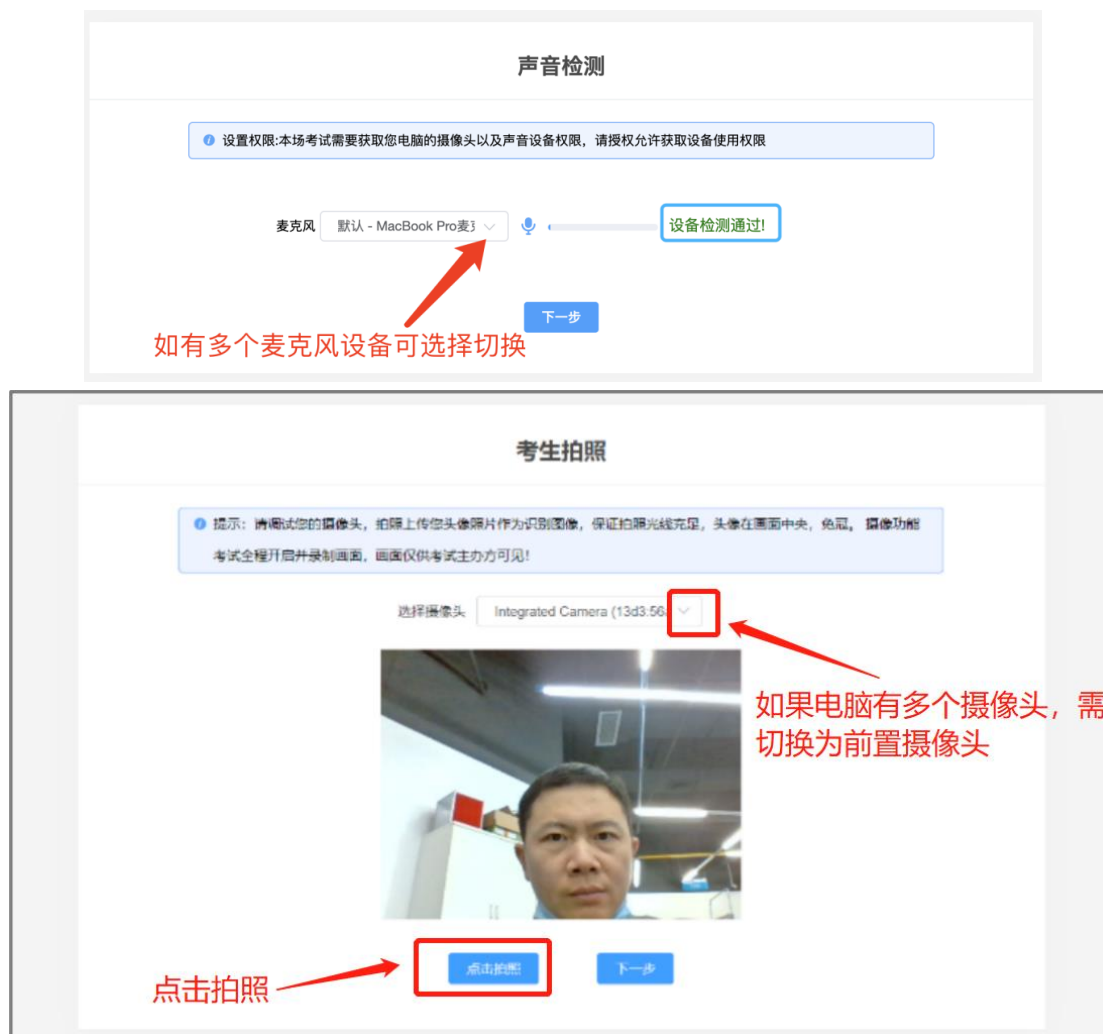 声音检测
设置权限:本场考试需要获取您电脑的摄像头以及声音设备权限，请授权允许获取设备使用权限
麦克风 默认 - MacBook Pro麦 设备检测通过!
下一步
如有多个麦克风设备可选择切换
考生拍照
提示：请调试您的摄像头，拍照上传您头像照片作为识别图像，保证拍照光线充足，头像在画面中央，免冠。 摄像功能
考试全程开启并录制画面，画面仅供考试主办方可见!
选择摄像头 Integrated Camera (13d3:56
如果电脑有多个摄像头，需
切换为前置摄像头
点击拍照 下一步
点击拍照